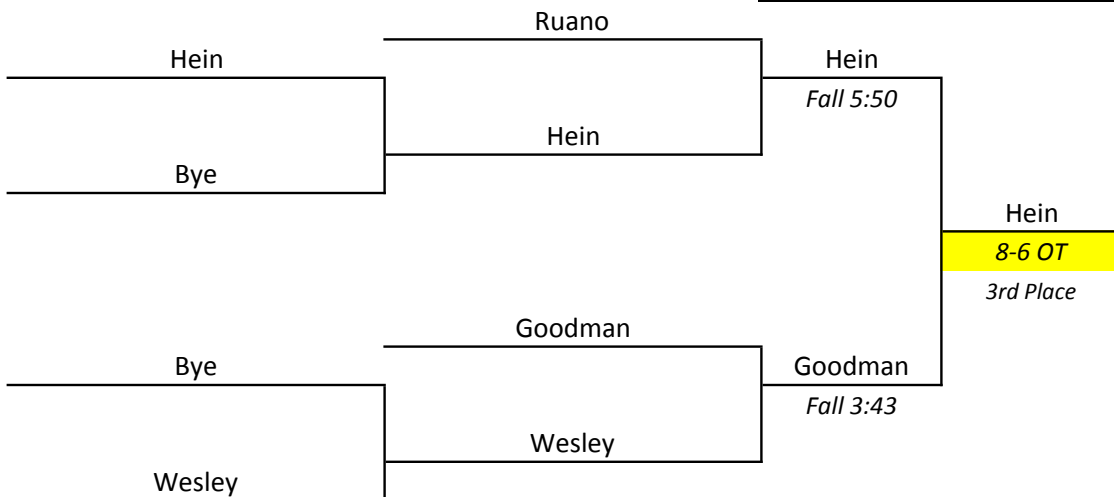 Ruano
Hein
Hein
Fall 5:50
Hein
Bye
Hein
8-6 OT
3rd Place
Goodman
Bye
Goodman
Fall 3:43
Wesley
Wesley